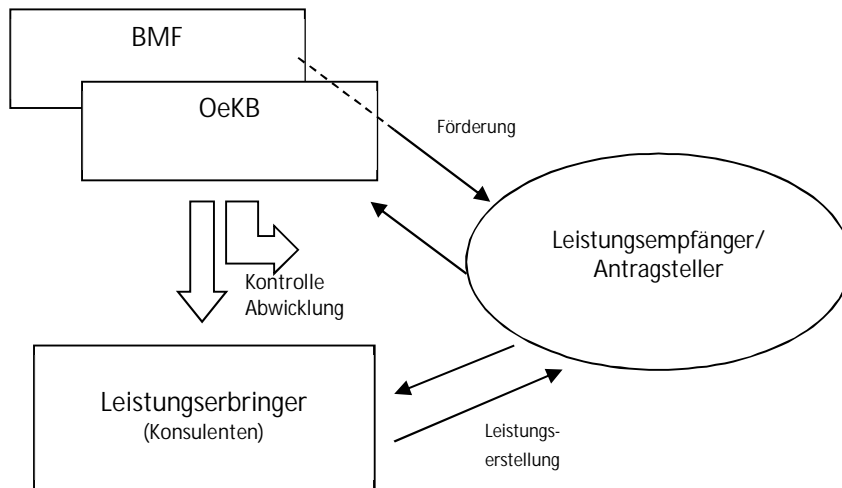 BMF
OeKB
Förderung
Leistungsempfänger/
Antragsteller
Kontrolle
Abwicklung
Leistungserbringer
(Konsulenten)
Leistungs-
erstellung